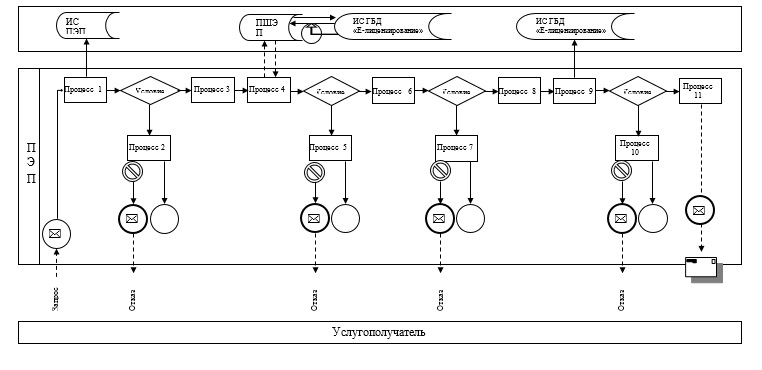 ИС
ПЭП
ПШЭ
П
ИС ГБД
«Е-лицензирование»
ИС ГБД
«Е-лицензирование»
Процесс 1
Условие
Процесс 3
Процесс 4
Условие
Процесс 6
Условие
Процесс 8
Процесс 9
Условие
Процесс
11
П
Э
П
Процесс 2
Процесс 5
Процесс 7
Процесс
10
Запрос
Отказ
Отказ
Отказ
Отказ
Услугополучатель